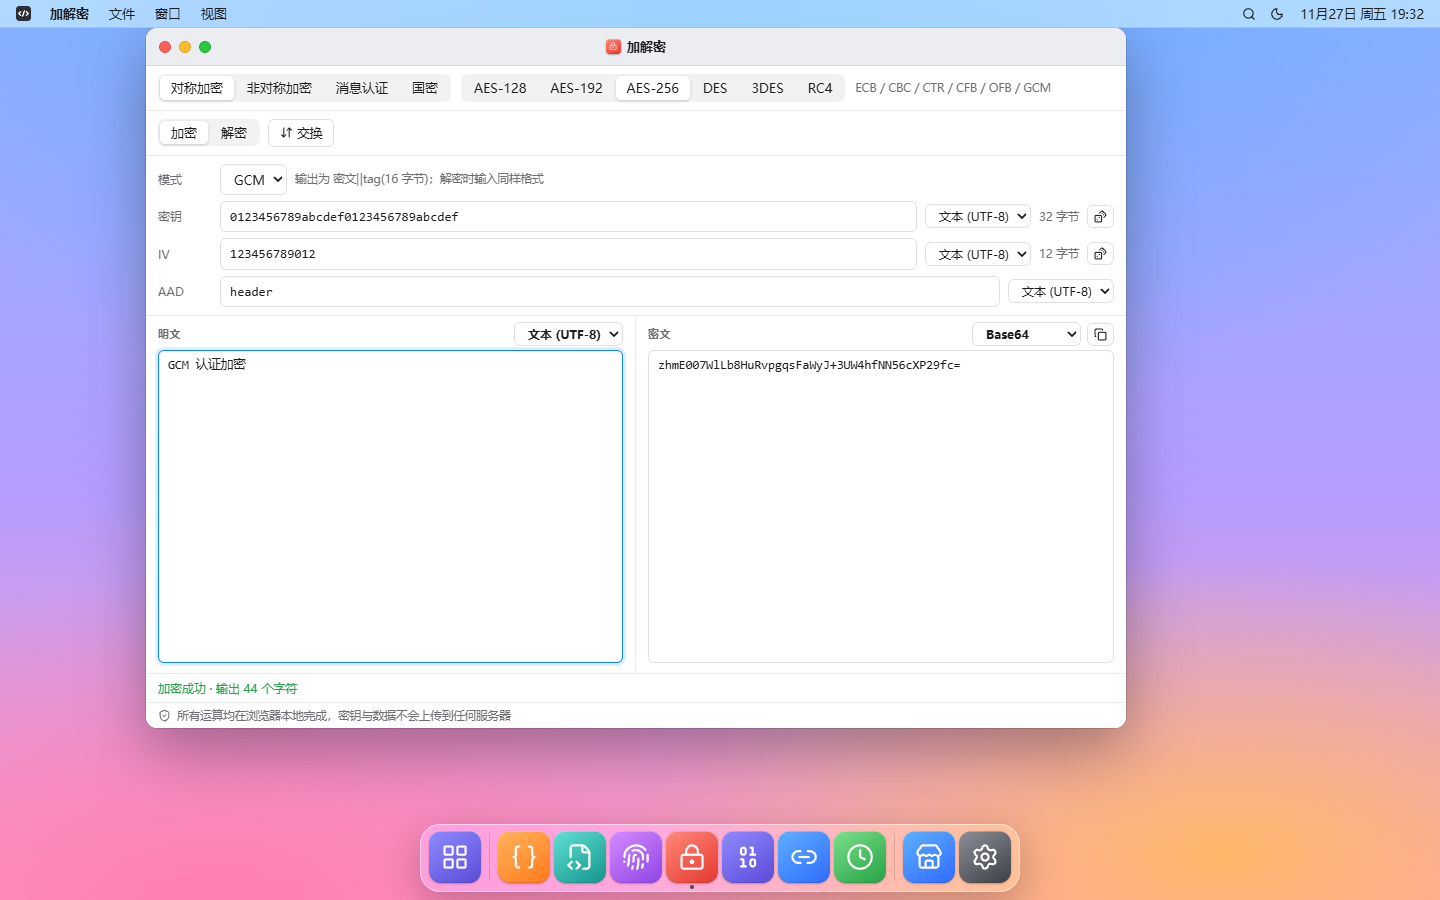 加解密 文件 窗口 视图 11月27日 周五 19:32
加解密
对称加密 非对称加密 消息认证 国密 AES-128 AES-192 AES-256 DES 3DES RC4 ECB / CBC / CTR / CFB / OFB / GCM
加密 解密 交换
模式 GCM 输出为 密文||tag(16 字节)；解密时输入同样格式
密钥 0123456789abcdef0123456789abcdef 文本 (UTF-8) 32 字节
IV 123456789012 文本 (UTF-8) 12 字节
AAD header 文本 (UTF-8)
明文 文本 (UTF-8) 密文 Base64
GCM 认证加密 zhmE007WlLb8HuRvpgqsFaWyJ+3UW4hfNN56cXP29fc=
加密成功 · 输出 44 个字符
所有运算均在浏览器本地完成，密钥与数据不会上传到任何服务器
01
10